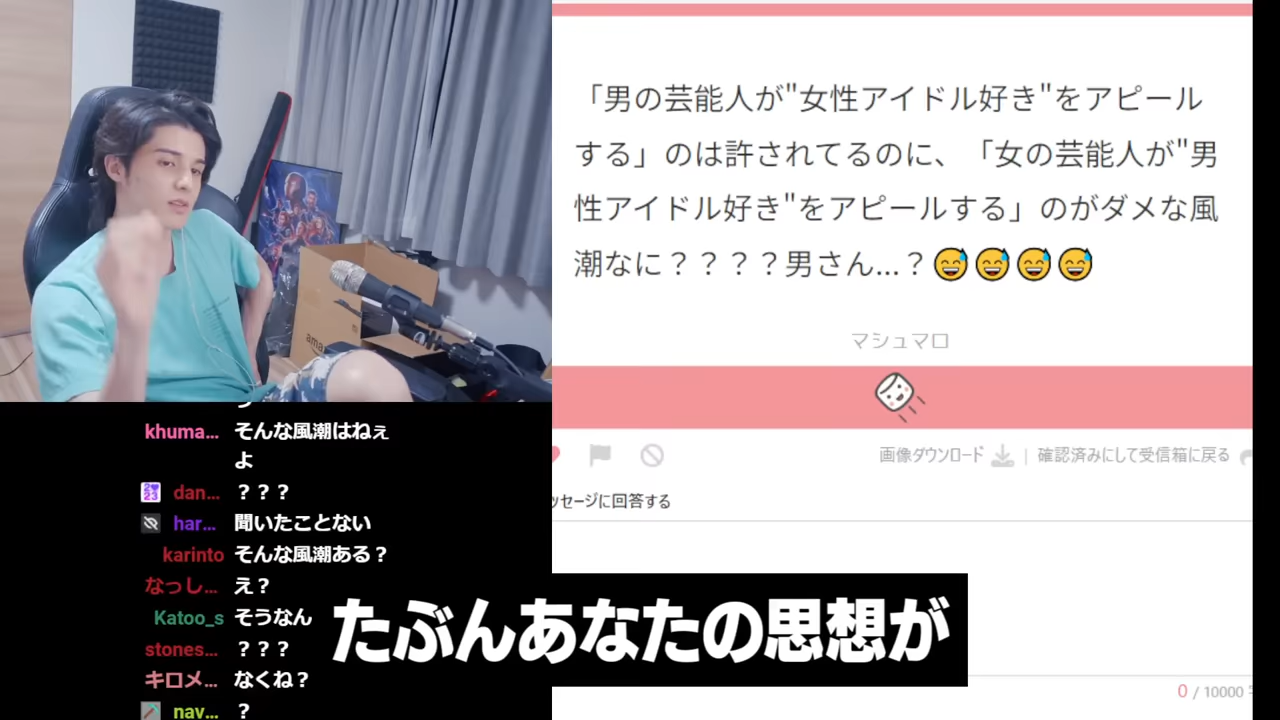 「男の芸能人が"女性アイドル好き"をアピール
する」のは許されてるのに、「女の芸能人が"男
性アイドル好き"をアピールする」のがダメな風
潮なに？？？？男さん...？😅😅😅😅
マシュマロ
画像ダウンロード | 確認済みにして受信箱に戻る
ッセージに回答する
0 / 10000
ama
khuma… そんな風潮はねぇ
よ
dan… ？？？
har… 聞いたことない
karinto そんな風潮ある？
なっし… え？
Katoo_s そうなん
stones… ？？？
キロメ… なくね？
nav… ？
たぶんあなたの思想が